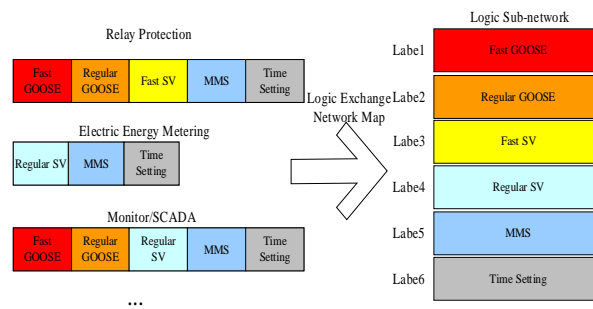 Relay Protection
Fast GOOSE
Regular GOOSE
Fast SV
MMS
Time Setting
Electric Energy Metering
Regular SV
MMS
Time Setting
Monitor/SCADA
Fast GOOSE
Regular GOOSE
Regular SV
MMS
Time Setting
...
Logic Exchange
Network Map
Logic Sub-network
Labe1
Fast GOOSE
Labe2
Regular GOOSE
Labe3
Fast SV
Labe4
Regular SV
Labe5
MMS
Labe6
Time Setting